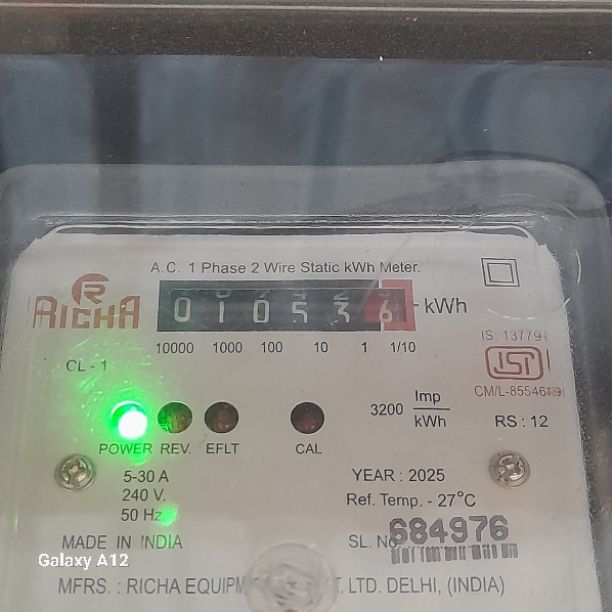 A.C. 1 Phase 2 Wire Static kWh Meter.
R
RICHA
0 1 0 5 3 6 kWh
10000 1000 100 10 1 1/10
IS: 13779
CL - 1
ISI
CM/L-8554
3200 Imp/kWh
RS : 12
POWER REV. EFLT CAL
5-30 A
YEAR : 2025
240 V.
Ref. Temp. - 27°C
50 Hz
684976
MADE IN INDIA
SL. No
Galaxy A12
MFRS. : RICHA LTD. DELHI, (INDIA)